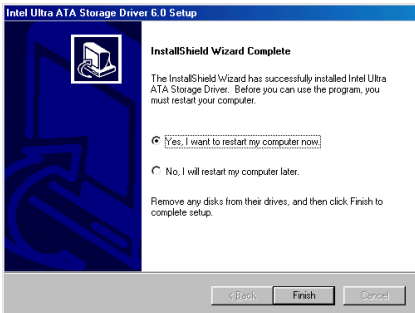 Intel Ultra ATA Storage Driver 6.0 Setup
InstallShield Wizard Complete
The InstallShield Wizard has successfully installed Intel Ultra
ATA Storage Driver. Before you can use the program, you
must restart your computer.
Yes, I want to restart my computer now.
No, I will restart my computer later.
Remove any disks from their drives, and then click Finish to
complete setup.
< Back Finish Cancel